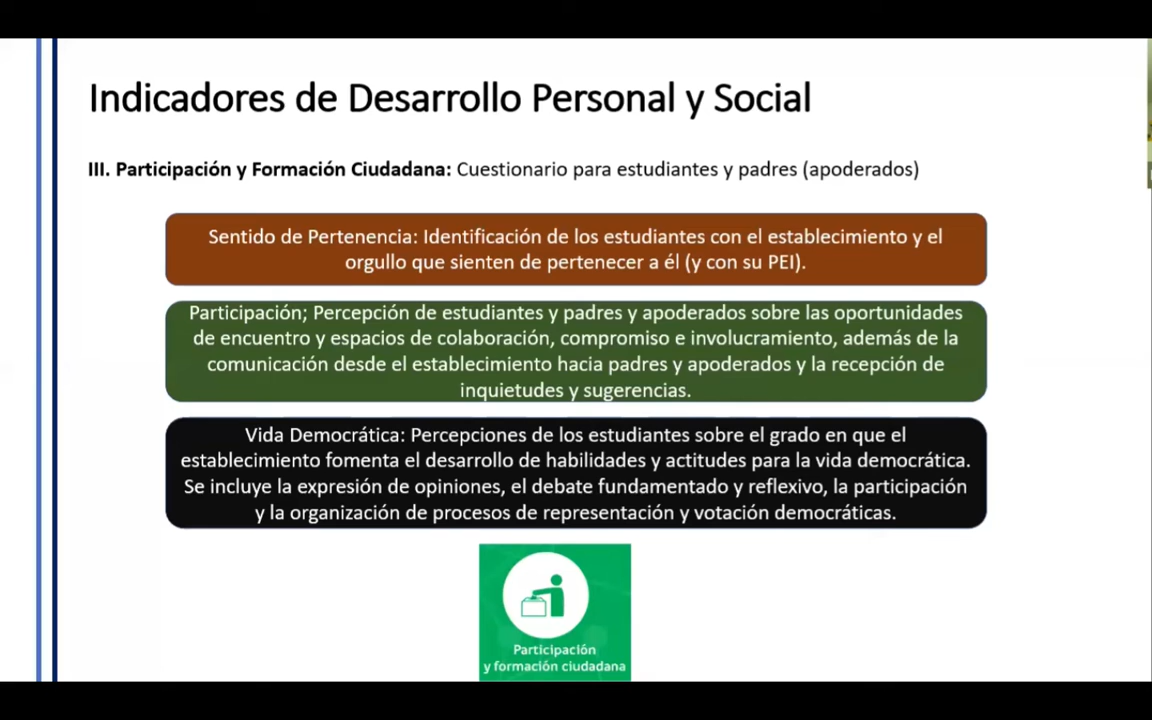 Indicadores de Desarrollo Personal y Social
III. Participación y Formación Ciudadana: Cuestionario para estudiantes y padres (apoderados)
Sentido de Pertenencia: Identificación de los estudiantes con el establecimiento y el
orgullo que sienten de pertenecer a él (y con su PEI).
Participación; Percepción de estudiantes y padres y apoderados sobre las oportunidades
de encuentro y espacios de colaboración, compromiso e involucramiento, además de la
comunicación desde el establecimiento hacia padres y apoderados y la recepción de
inquietudes y sugerencias.
Vida Democrática: Percepciones de los estudiantes sobre el grado en que el
establecimiento fomenta el desarrollo de habilidades y actitudes para la vida democrática.
Se incluye la expresión de opiniones, el debate fundamentado y reflexivo, la participación
y la organización de procesos de representación y votación democráticas.
Participación
y formación ciudadana